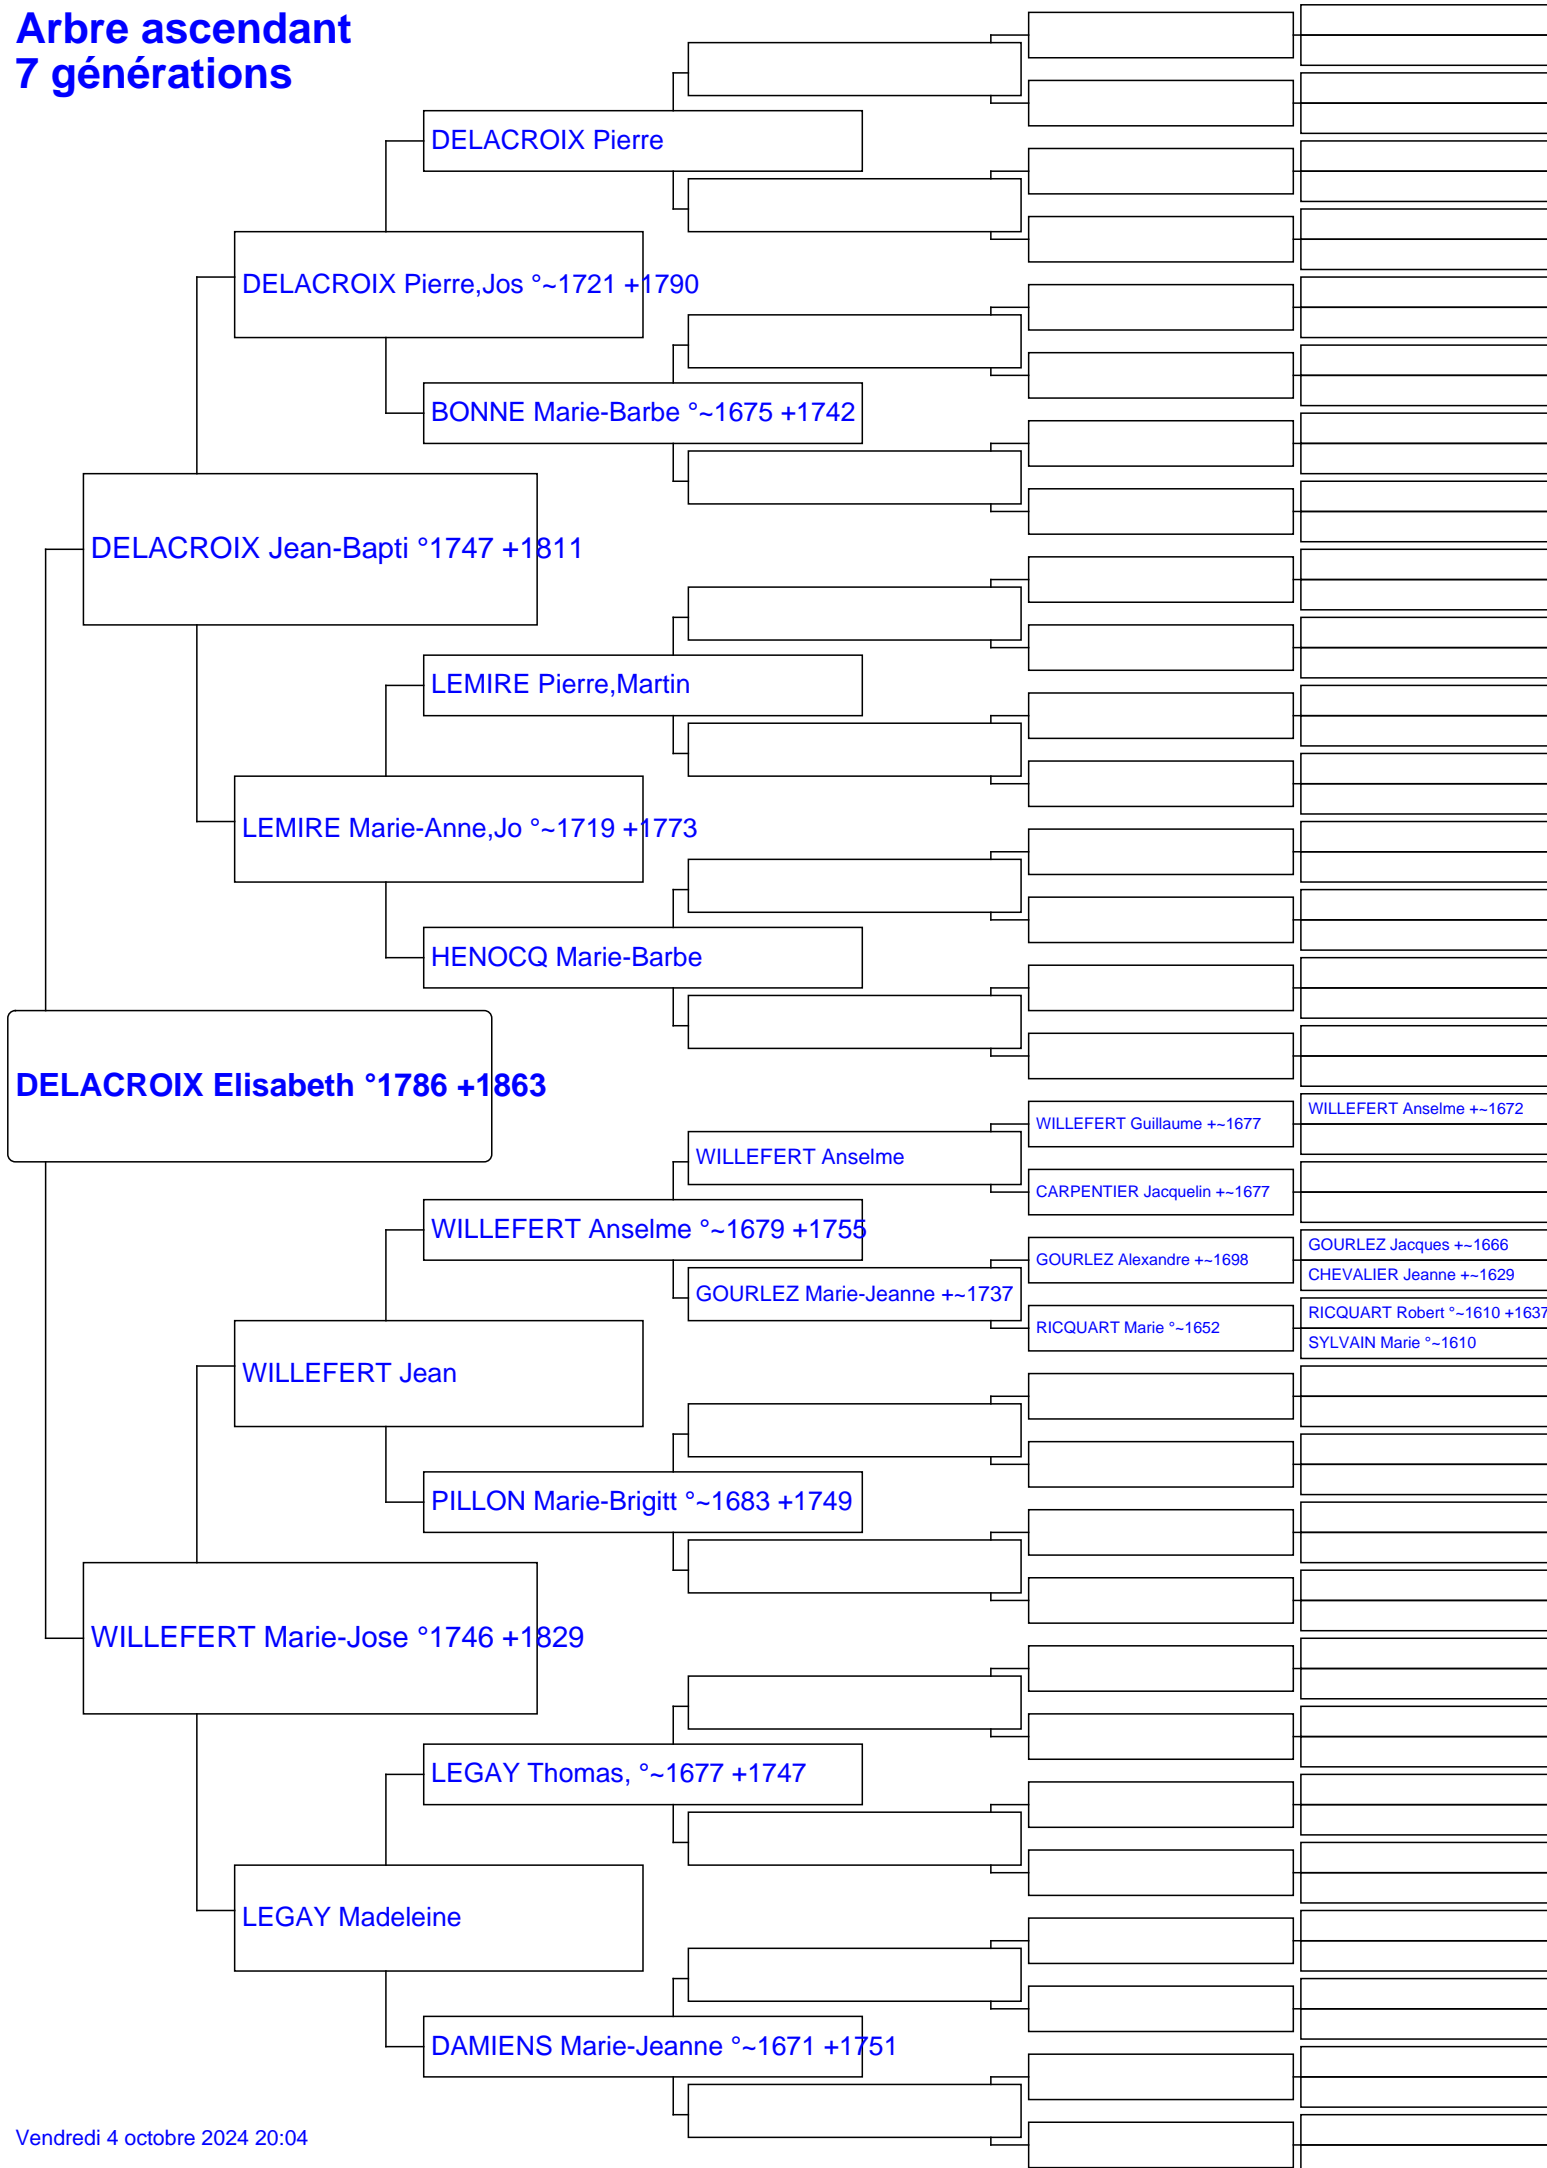 Arbre ascendant
7 générations
DELACROIX Pierre
DELACROIX Pierre,Jos °~1721 +1790
BONNE Marie-Barbe °~1675 +1742
DELACROIX Jean-Bapti °1747 +1811
LEMIRE Pierre,Martin
LEMIRE Marie-Anne,Jo °~1719 +1773
HENOCQ Marie-Barbe
DELACROIX Elisabeth °1786 +1863
WILLEFERT Anselme +~1672
WILLEFERT Guillaume +~1677
WILLEFERT Anselme
CARPENTIER Jacquelin +~1677
WILLEFERT Anselme °~1679 +1755
GOURLEZ Jacques +~1666
GOURLEZ Alexandre +~1698
CHEVALIER Jeanne +~1629
GOURLEZ Marie-Jeanne +~1737
RICQUART Robert °~1610 +1637
RICQUART Marie °~1652
SYLVAIN Marie °~1610
WILLEFERT Jean
PILLON Marie-Brigitt °~1683 +1749
WILLEFERT Marie-Jose °1746 +1829
LEGAY Thomas, °~1677 +1747
LEGAY Madeleine
DAMIENS Marie-Jeanne °~1671 +1751
Vendredi 4 octobre 2024 20:04